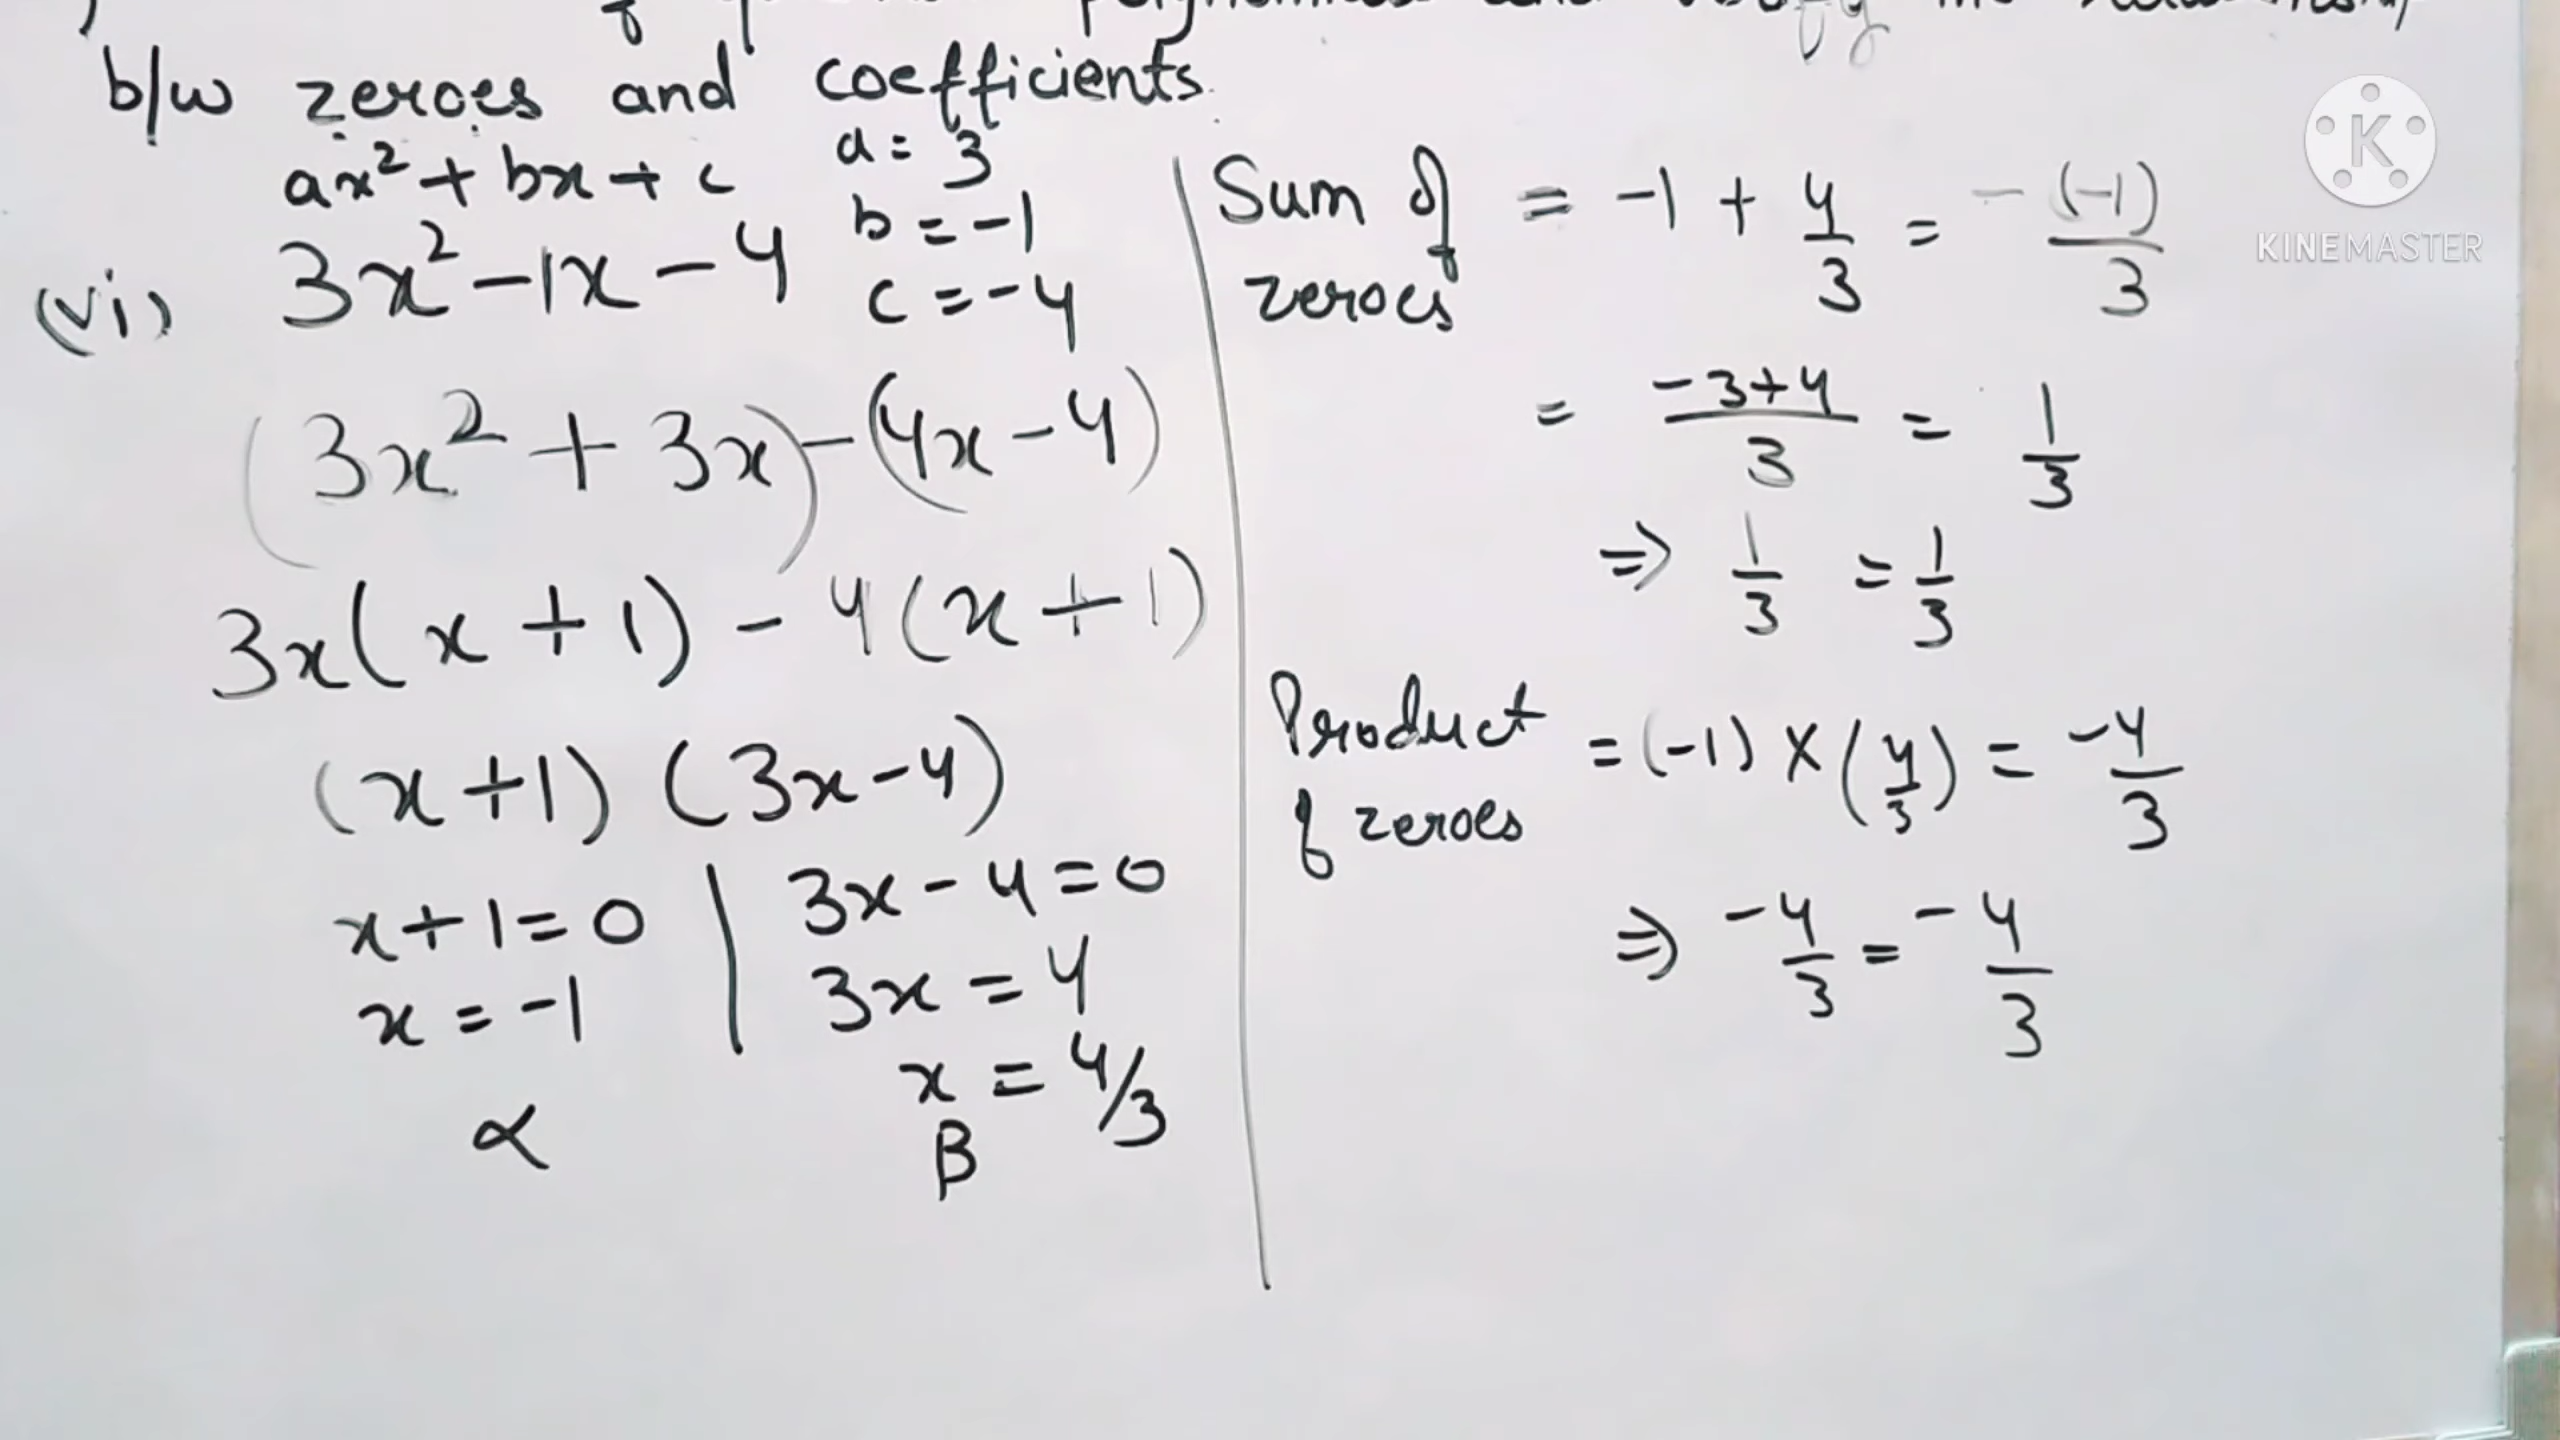 b/w zeroes and coefficients.
ax² + bx + c
a = 3
b = -1
c = -4
(vi) 3x² - 1x - 4
(3x² + 3x) - (4x - 4)
3x(x + 1) - 4(x + 1)
(x + 1) (3x - 4)
x + 1 = 0
x = -1
α
3x - 4 = 0
3x = 4
x = 4/3
β
Sum of zeroes = -1 + 4/3 = -(-1)/3
= -3+4/3 = 1/3
⇒ 1/3 = 1/3
Product of zeroes = (-1) × (4/3) = -4/3
⇒ -4/3 = -4/3
K
KINEMASTER